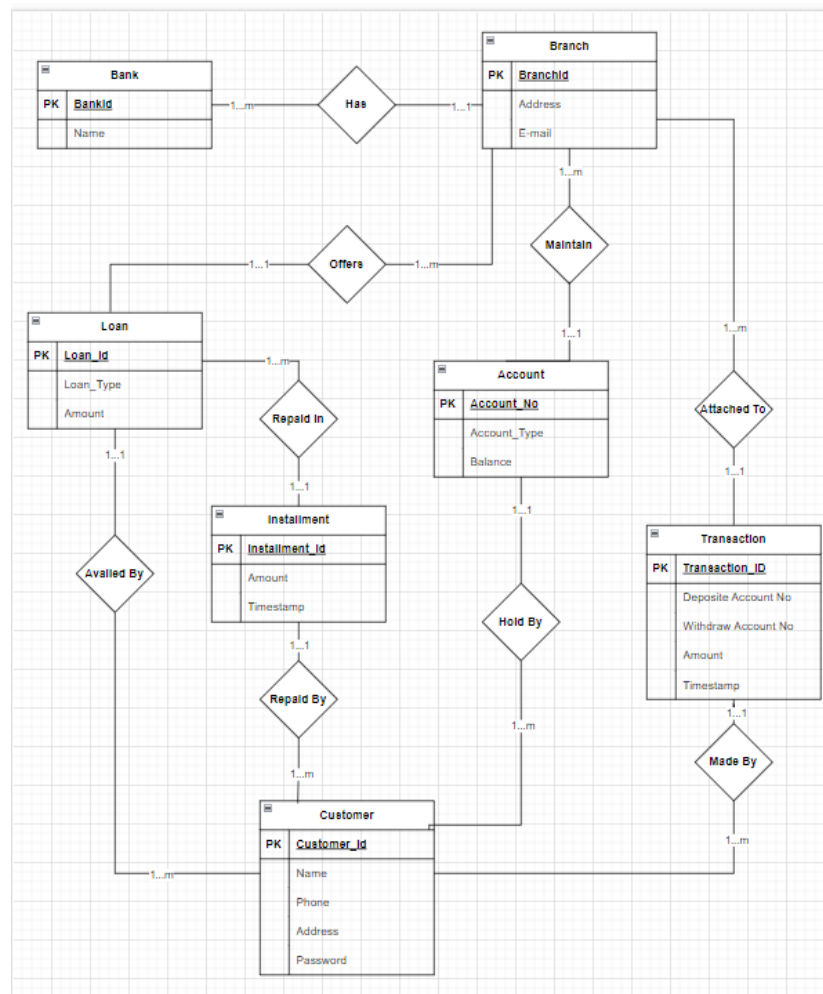 Branch
PK BranchId
Address
E-mail
Bank
PK BankId
Name
1...m
Has
1...1
1...m
Maintain
1...1
Offers
1...m
1...1
1...m
Attached To
1...1
Loan
PK Loan_Id
Loan_Type
Amount
1...m
Repaid In
1...1
Account
PK Account_No
Account_Type
Balance
1...1
Availed By
1...m
Installment
PK Installment_Id
Amount
Timestamp
1...1
Repaid By
1...m
1...1
Hold By
1...m
Transaction
PK Transaction_ID
Deposite Account No
Withdraw Account No
Amount
Timestamp
1...1
Made By
1...m
Customer
PK Customer_Id
Name
Phone
Address
Password